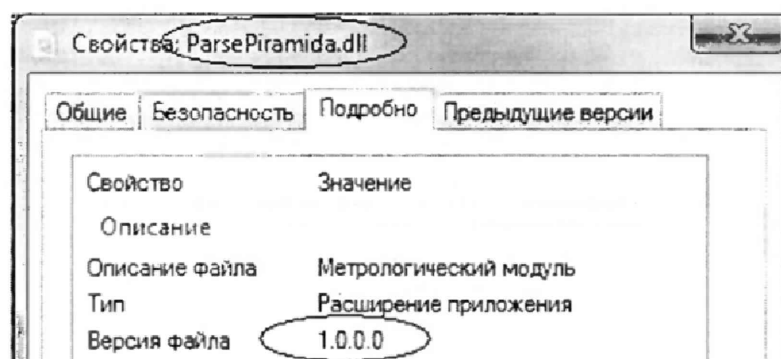 Свойства: ParsePiramida.dll
Общие Безопасность Подробно Предыдущие версии
Свойство Значение
Описание
Описание файла Метрологический модуль
Тип Расширение приложения
Версия файла 1.0.0.0